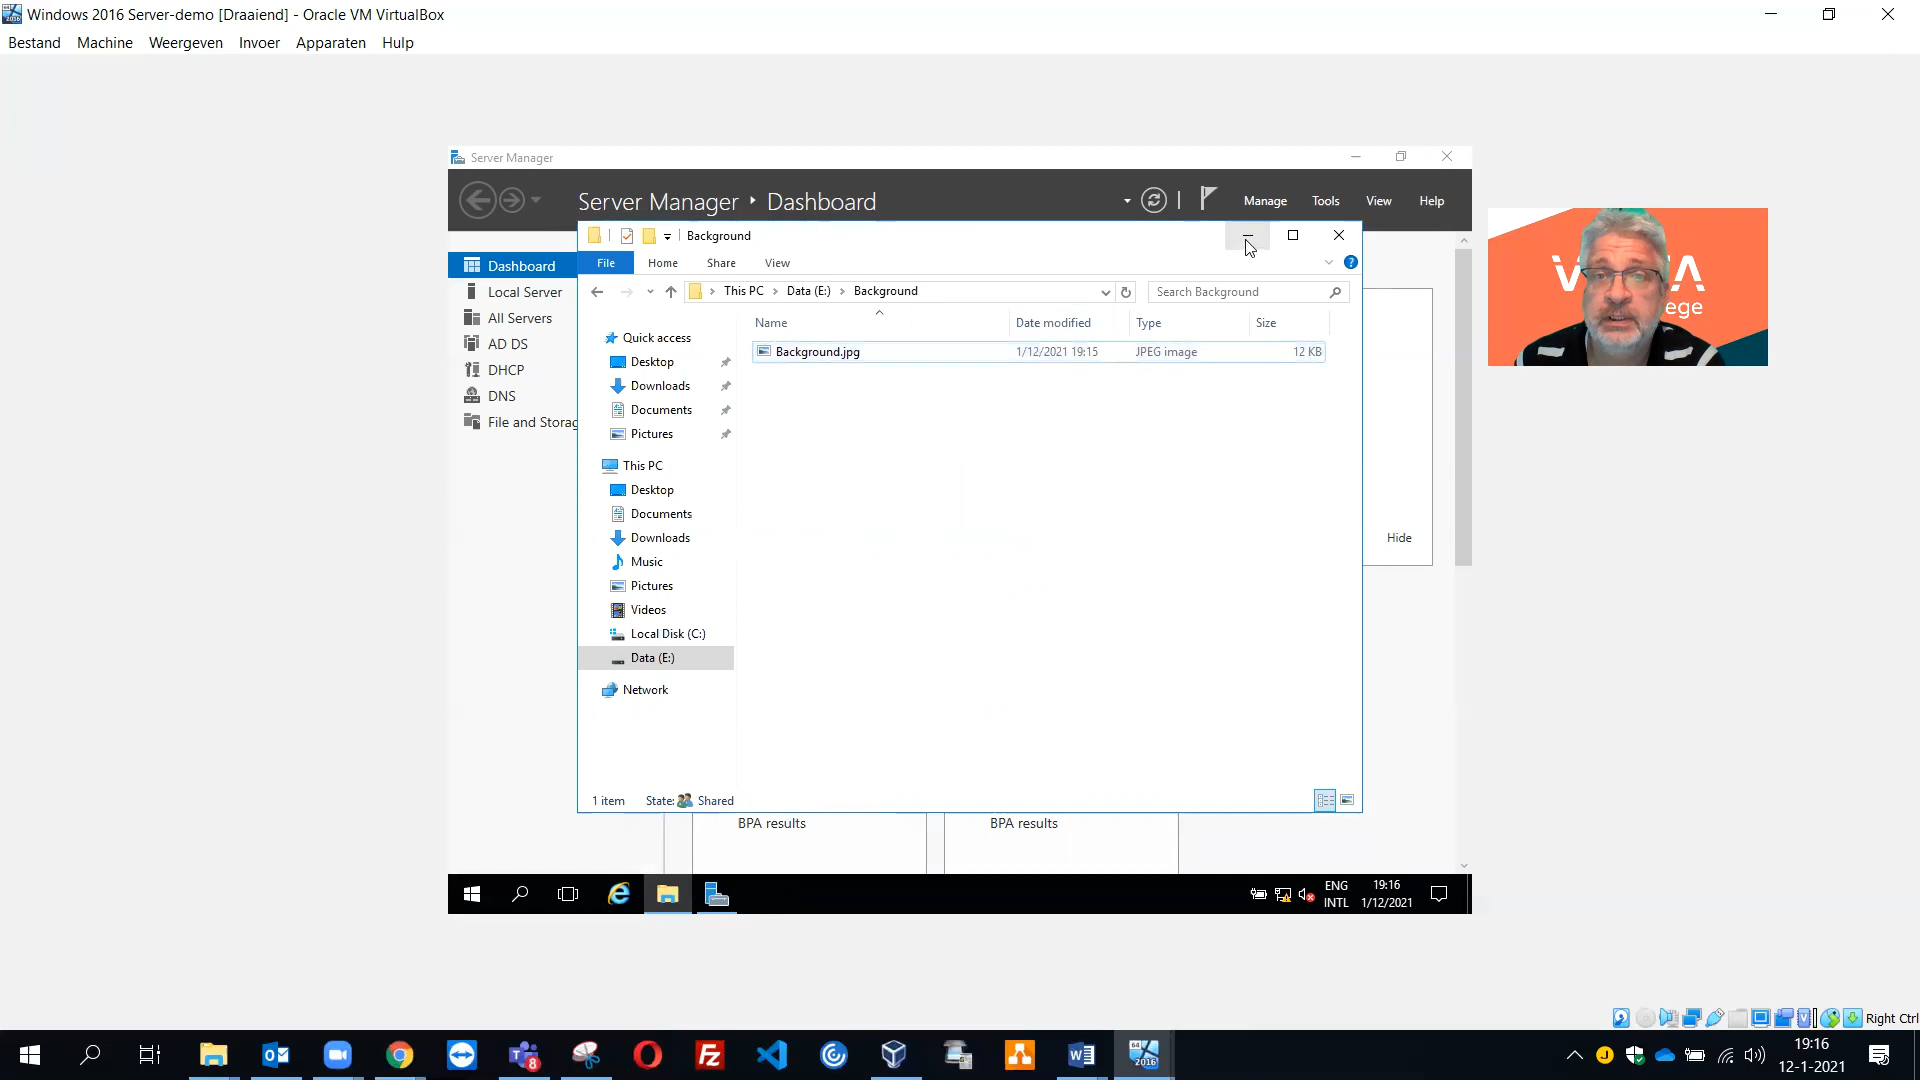 Windows 2016 Server-demo [Draaiend] - Oracle VM VirtualBox
Bestand Machine Weergeven Invoer Apparaten Hulp
Server Manager
Server Manager Dashboard
Manage Tools View Help
Background
File Home Share View
This PC Data (E:) Background
Search Background
Name Date modified Type Size
Background.jpg 1/12/2021 19:15 JPEG image 12 KB
Dashboard
Local Server
All Servers
AD DS
DHCP
DNS
File and Storag
Quick access
Desktop
Downloads
Documents
Pictures
This PC
Desktop
Documents
Downloads
Music
Pictures
Videos
Local Disk (C:)
Data (E:)
Network
Hide
1 item State: Shared
BPA results BPA results
ENG
INTL
19:16
1/12/2021
ege
Right Ctrl
8
64
2016
19:16
12-1-2021